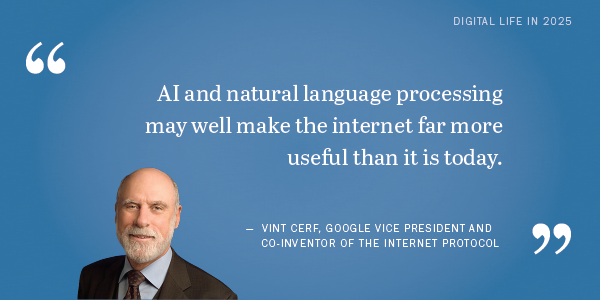 DIGITAL LIFE IN 2025
“
AI and natural language processing
may well make the internet far more
useful than it is today.
— VINT CERF, GOOGLE VICE PRESIDENT AND
CO-INVENTOR OF THE INTERNET PROTOCOL
”